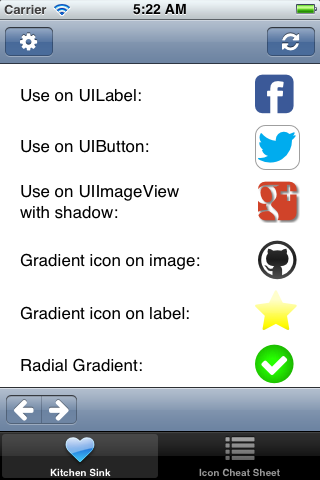 Carrier 5:22 AM
Use on UILabel:
Use on UIButton:
Use on UIImageView
with shadow:
Gradient icon on image:
Gradient icon on label:
Radial Gradient:
Kitchen Sink
Icon Cheat Sheet